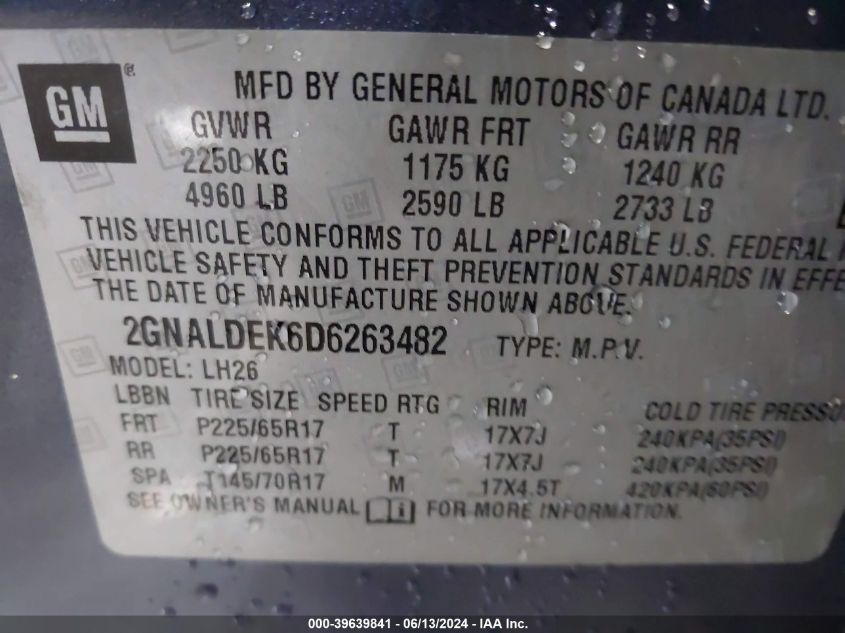 GM
MFD BY GENERAL MOTORS OF CANADA LTD.
GVWR GAWR FRT GAWR RR
2250 KG 1175 KG 1240 KG
4960 LB 2590 LB 2733 LB
THIS VEHICLE CONFORMS TO ALL APPLICABLE U.S. FEDERAL
VEHICLE SAFETY AND THEFT PREVENTION STANDARDS IN EFFE
THE DATE OF MANUFACTURE SHOWN ABOVE.
2GNALDEK6D6263482 TYPE: M.P.V.
MODEL: LH26
LBBN TIRE SIZE SPEED RTG RIM COLD TIRE PRESSU
FRT P225/65R17 T 17X7J 240KPA(35PSI)
RR P225/65R17 T 17X7J 240KPA(35PSI)
SPA T145/70R17 M 17X4.5T 420KPA(60PSI)
SEE OWNER'S MANUAL FOR MORE INFORMATION.
000-39639841 / 06/13/2024 - IAA Inc.